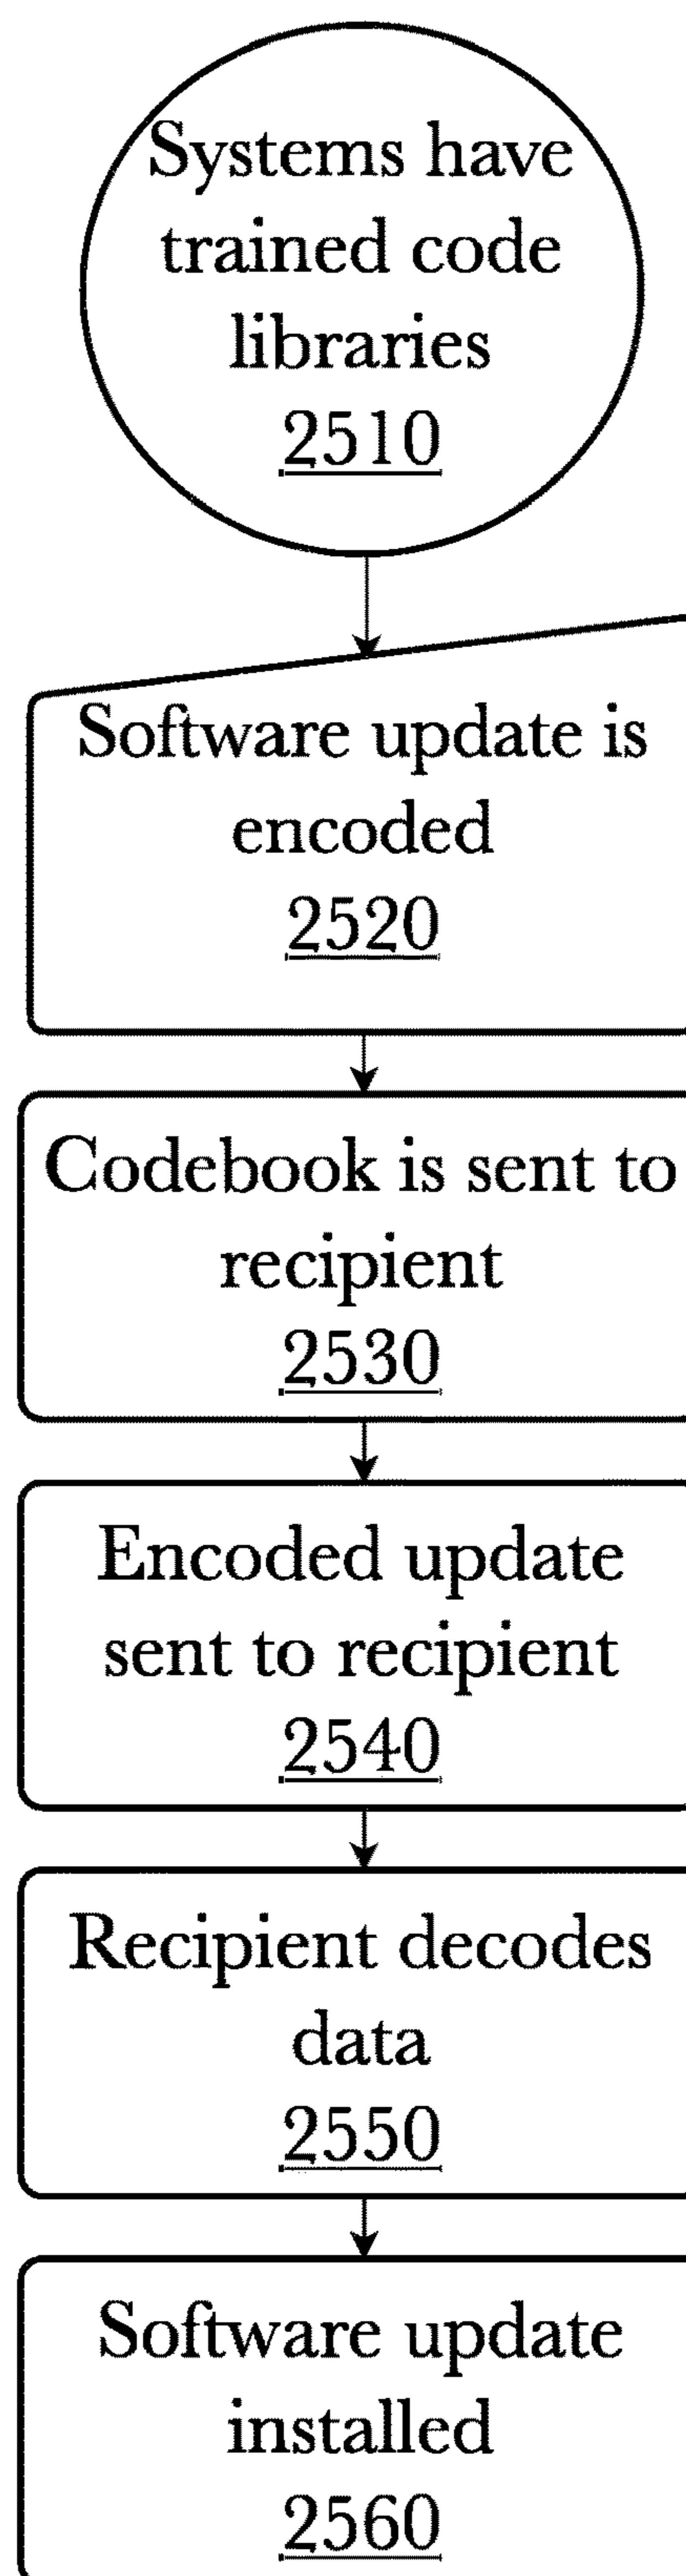 Systems have
trained code
libraries
2510
Software update is
encoded
2520
Codebook is sent to
recipient
2530
Encoded update
sent to recipient
2540
Recipient decodes
data
2550
Software update
installed
2560